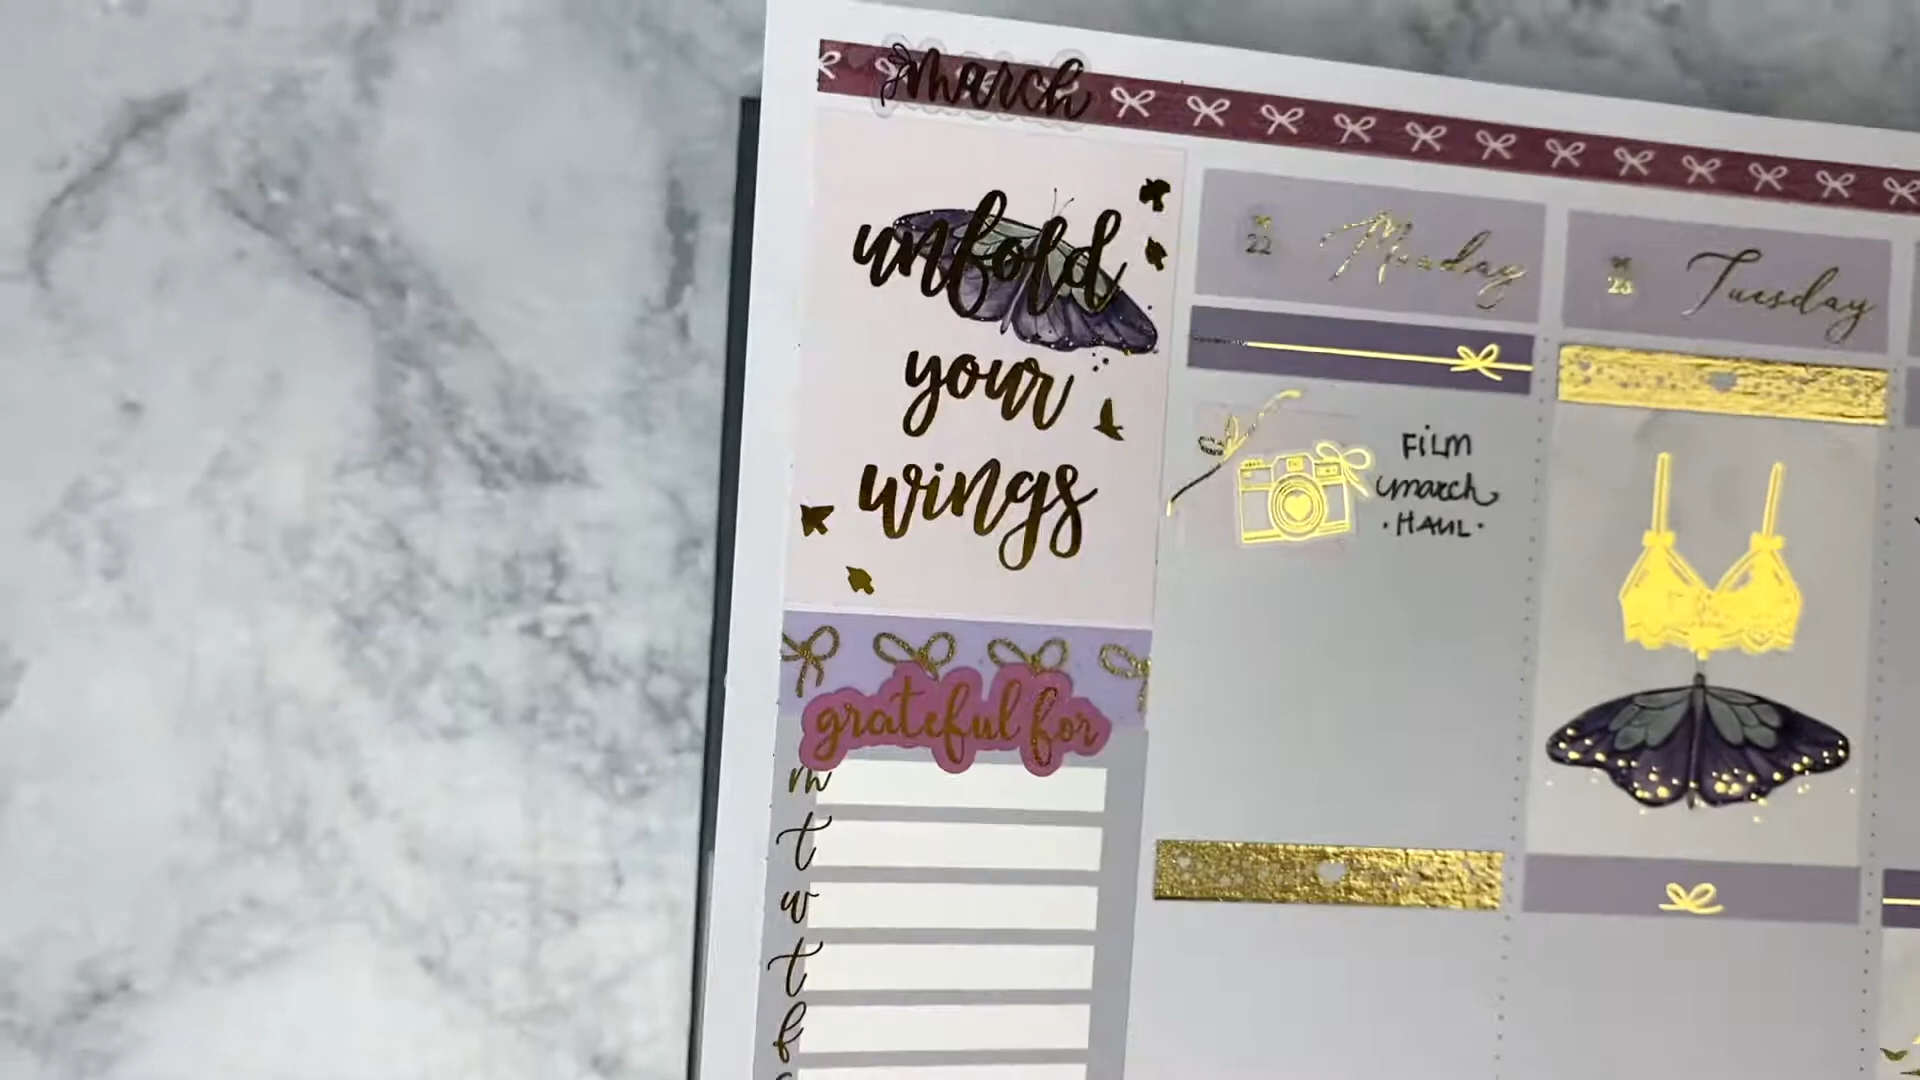 march
unfold
your
wings
22
Monday
23
Tuesday
FILM
march
·HAUL·
grateful for
m
t
w
t
f